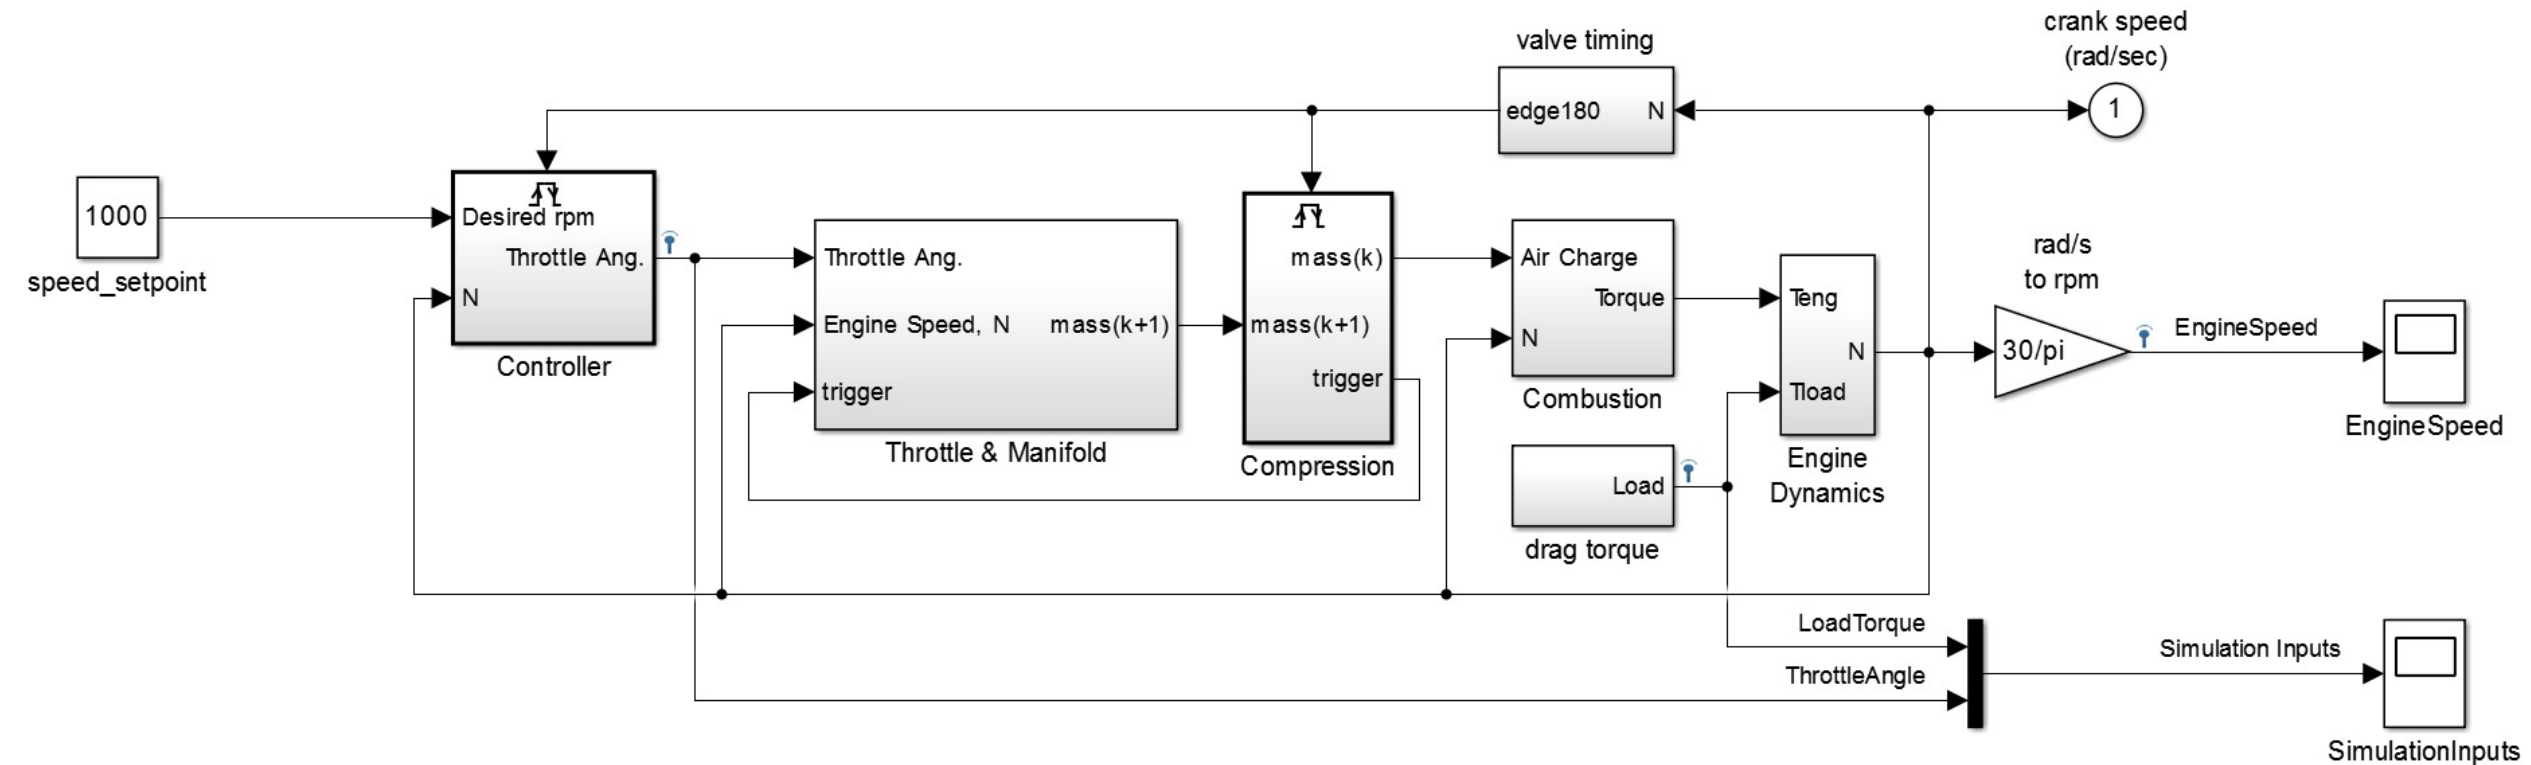 crank speed
(rad/sec)
valve timing
edge180 N
1
1000
speed_setpoint
Desired rpm
Throttle Ang.
N
Controller
Throttle Ang.
Engine Speed, N mass(k+1)
trigger
Throttle & Manifold
mass(k)
mass(k+1)
trigger
Compression
Air Charge
Torque
N
Combustion
Teng
N
Tload
Engine
Dynamics
Load
drag torque
rad/s
to rpm
30/pi
EngineSpeed
EngineSpeed
LoadTorque
ThrottleAngle
Simulation Inputs
SimulationInputs